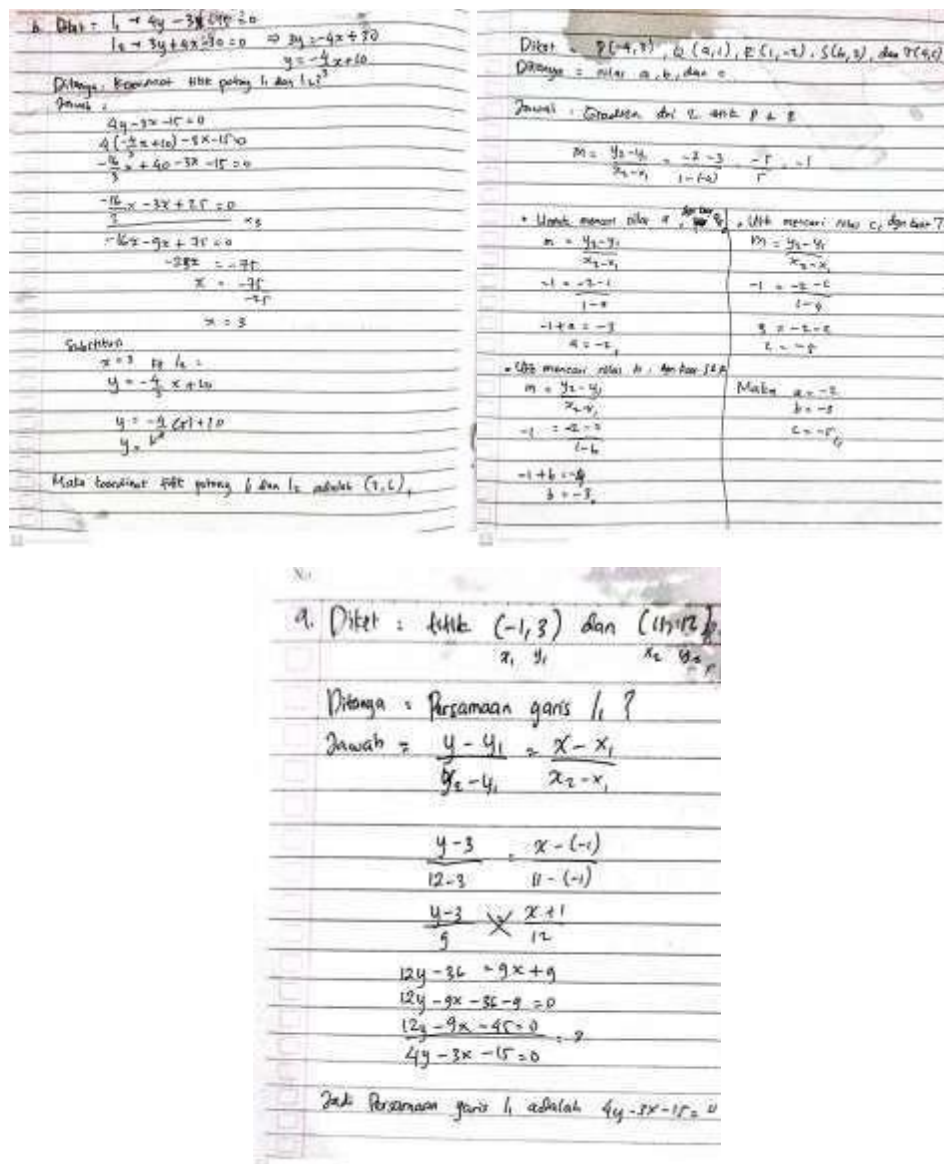 b. Diket : l₁ → 4y - 3x - 15 = 0
l₂ → 3y + 4x - 30 = 0 ⇒ 3y = -4x + 30
y = -4/3 x + 10
Ditanya : Koordinat titik potong l₁ dan l₂?
Jawab :
4y - 3x - 15 = 0
4(-4/3 x + 10) - 3x - 15 = 0
-16/3 x + 40 - 3x - 15 = 0
-16/3 x - 3x + 25 = 0
x3
-16x - 9x + 75 = 0
-25x = -75
x = -75/-25
x = 3
Substitusi
x = 3 ke l₂ :
y = -4/3 x + 10
y = -4/3 (3) + 10
y = 6
Maka koordinat titik potong l₁ dan l₂ adalah (3, 6)
Diket = P(-4,3), Q(a,1), R(1,-2), S(b,2), dan T(4,c)
Ditanya = nilai a, b, dan c
Jawab : Gradien dari 2 titik P & R
m = y₂-y₁/x₂-x₁ = -2-3/1-(-4) = -5/5 = -1
• Untuk mencari nilai a,
m = y₂-y₁/x₂-x₁
-1 = -2-1/1-a
-1+a = -3
a = -2
• Utk mencari nilai b,
m = y₂-y₁/x₂-x₁
-1 = -2-2/1-b
-1+b = -4
b = -3
• Utk mencari nilai c,
m = y₂-y₁/x₂-x₁
-1 = -2-c/1-4
3 = -2-c
c = -5
Maka a = -2
b = -3
c = -5
No
a. Diket : titik (-1,3) dan
x₁ y₁ x₂ y₂
Ditanya : Persamaan garis l₁ ?
Jawab = y - y₁/y₂ - y₁ = x - x₁/x₂ - x₁
y-3/12-3 = x-(-1)/11-(-1)
y-3/9 = x+1/12
12y - 36 = 9x + 9
12y - 9x - 36 - 9 = 0
12y - 9x - 45 = 0
4y - 3x - 15 = 0
Jadi Persamaan garis l₁ adalah 4y - 3x - 15 = 0